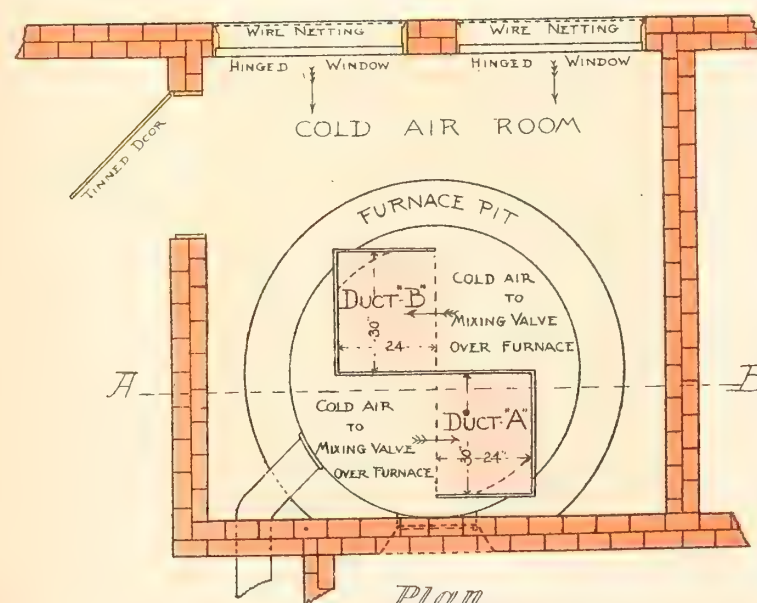 WIRE NETTING
WIRE NETTING
HINGED WINDOW
HINGED WINDOW
TINNED DOOR
COLD AIR ROOM
FURNACE PIT
DUCT "B"
30"
24
COLD AIR
TO
MIXING VALVE
OVER FURNACE
A
B
COLD AIR
TO
MIXING VALVE
OVER FURNACE
DUCT "A"
30
24"
Plan